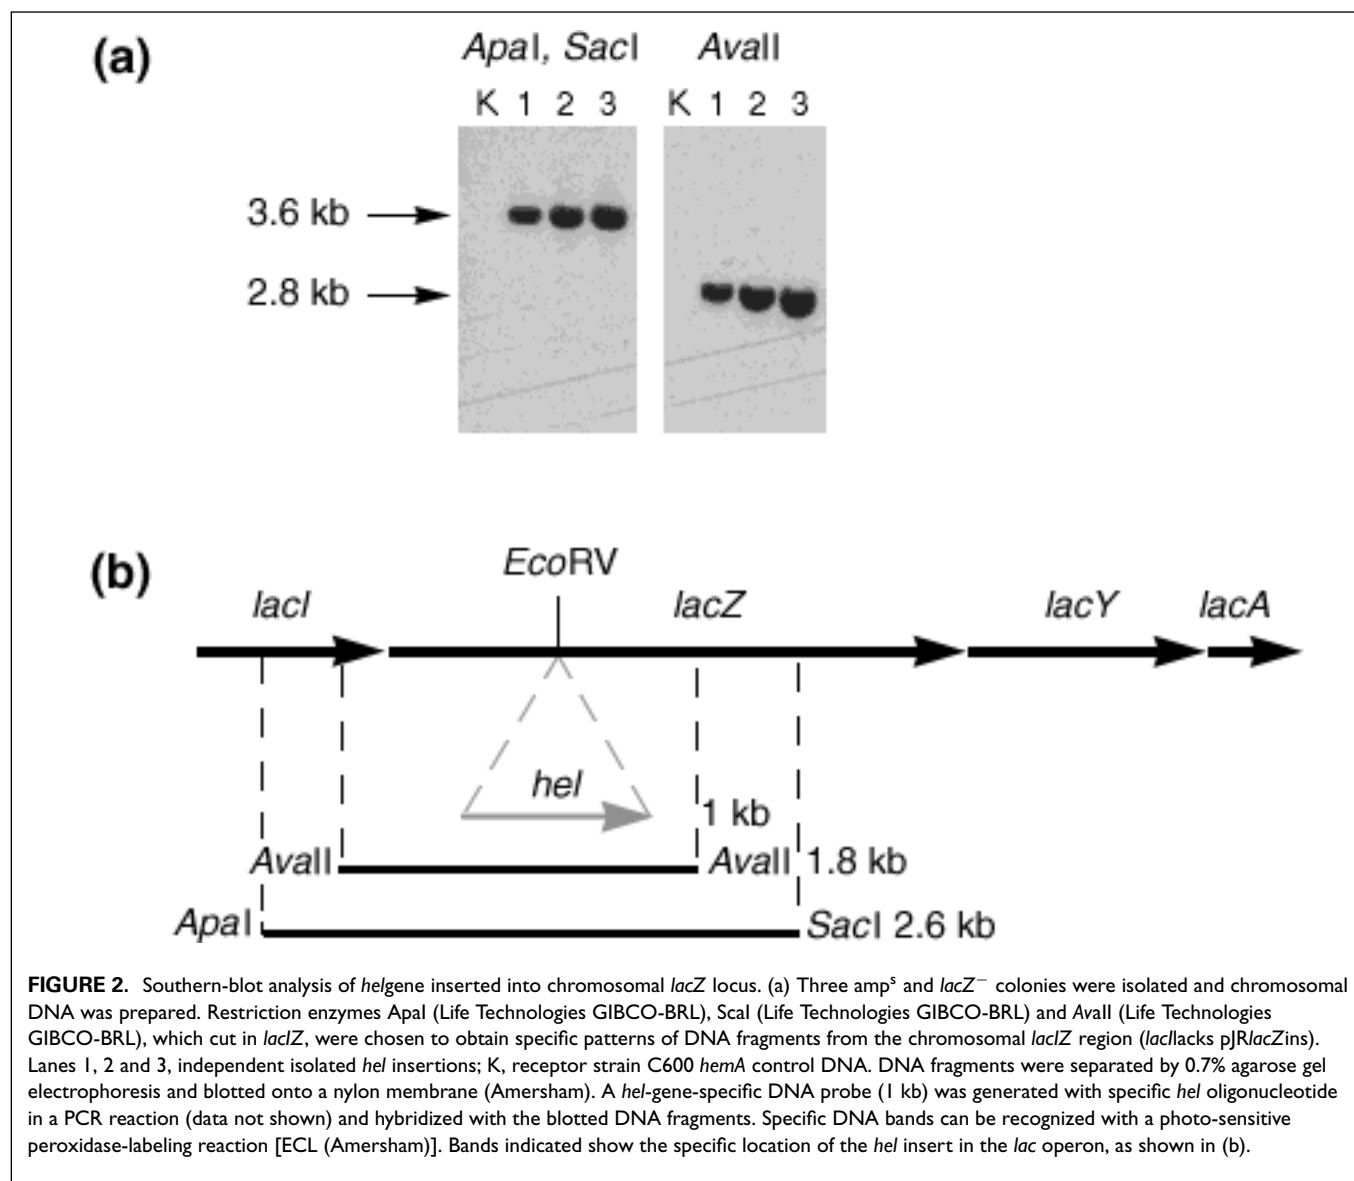 (a)
ApaI, SacI AvaII
K 1 2 3 K 1 2 3
3.6 kb
2.8 kb
(b)
EcoRV
lacI lacZ lacY lacA
hel
1 kb
AvaII AvaII 1.8 kb
ApaI SacI 2.6 kb
FIGURE 2. Southern-blot analysis of helgene inserted into chromosomal lacZ locus. (a) Three ampˢ and lacZ⁻ colonies were isolated and chromosomal
DNA was prepared. Restriction enzymes ApaI (Life Technologies GIBCO-BRL), ScaI (Life Technologies GIBCO-BRL) and AvaII (Life Technologies
GIBCO-BRL), which cut in lacIZ, were chosen to obtain specific patterns of DNA fragments from the chromosomal lacIZ region (lacIlacks pJRlacZins).
Lanes 1, 2 and 3, independent isolated hel insertions; K, receptor strain C600 hemA control DNA. DNA fragments were separated by 0.7% agarose gel
electrophoresis and blotted onto a nylon membrane (Amersham). A hel-gene-specific DNA probe (1 kb) was generated with specific hel oligonucleotide
in a PCR reaction (data not shown) and hybridized with the blotted DNA fragments. Specific DNA bands can be recognized with a photo-sensitive
peroxidase-labeling reaction [ECL (Amersham)]. Bands indicated show the specific location of the hel insert in the lac operon, as shown in (b).